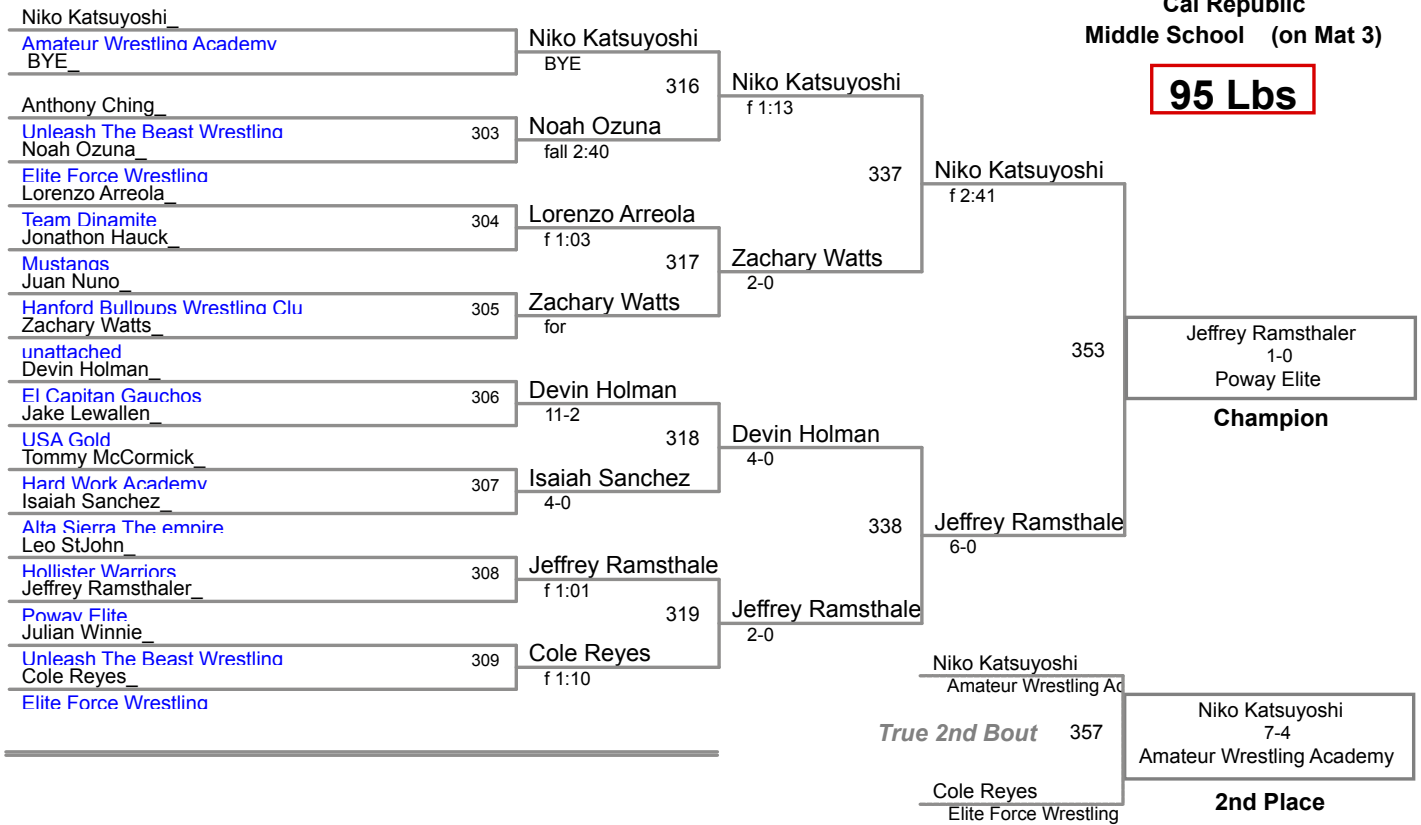 Cal Republic
Middle School (on Mat 3)
95 Lbs
Niko Katsuyoshi_
Amateur Wrestling Academy
BYE_
Anthony Ching_
Unleash The Beast Wrestling
303
Noah Ozuna_
Elite Force Wrestling
Lorenzo Arreola_
Team Dinamite
304
Jonathon Hauck_
Mustangs
Juan Nuno_
Hanford Bullpups Wrestling Clu
305
Zachary Watts_
unattached
Devin Holman_
El Capitan Gauchos
306
Jake Lewallen_
USA Gold
Tommy McCormick_
Hard Work Academy
307
Isaiah Sanchez_
Alta Sierra The empire
Leo StJohn_
Hollister Warriors
308
Jeffrey Ramsthaler_
Poway Elite
Julian Winnie_
Unleash The Beast Wrestling
309
Cole Reyes_
Elite Force Wrestling
Niko Katsuyoshi
BYE
316
Noah Ozuna
fall 2:40
Lorenzo Arreola
f 1:03
317
Zachary Watts
for
Devin Holman
11-2
318
Isaiah Sanchez
4-0
Jeffrey Ramsthale
f 1:01
319
Cole Reyes
f 1:10
Niko Katsuyoshi
f 1:13
337
Zachary Watts
2-0
Devin Holman
4-0
338
Jeffrey Ramsthale
2-0
Niko Katsuyoshi
f 2:41
353
Jeffrey Ramsthale
6-0
Jeffrey Ramsthaler
1-0
Poway Elite
Champion
Niko Katsuyoshi
Amateur Wrestling Ac
True 2nd Bout 357
Cole Reyes
Elite Force Wrestling
Niko Katsuyoshi
7-4
Amateur Wrestling Academy
2nd Place